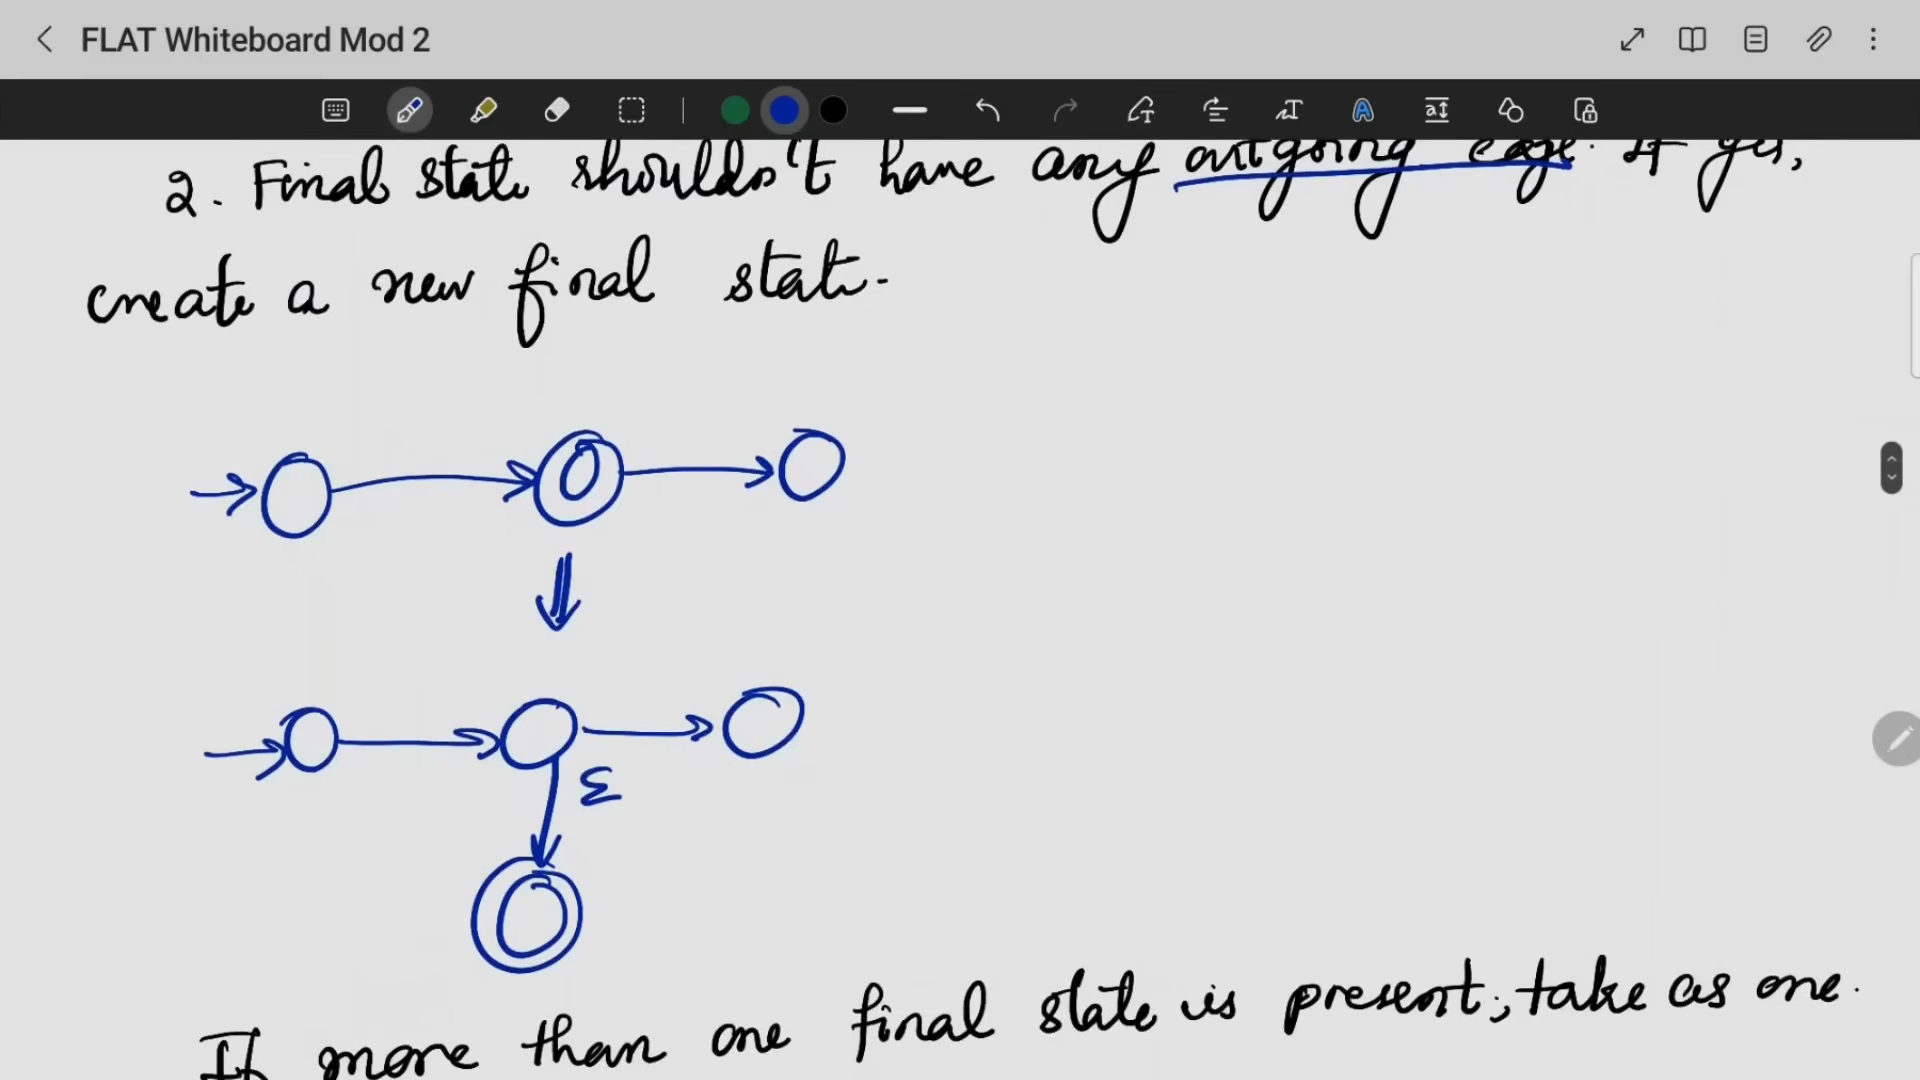 FLAT Whiteboard Mod 2
2. Final state shouldn't have any outgoing edge. If yes,
create a new final state.
ε
If more than one final state is present, take as one.